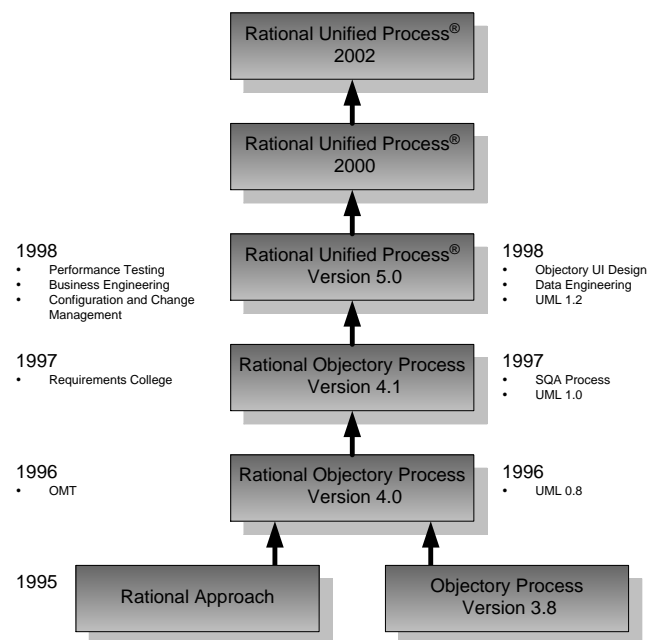 Rational Unified Process®
2002
Rational Unified Process®
2000
1998
• Performance Testing
• Business Engineering
• Configuration and Change
Management
Rational Unified Process®
Version 5.0
1998
• Objectory UI Design
• Data Engineering
• UML 1.2
1997
• Requirements College
Rational Objectory Process
Version 4.1
1997
• SQA Process
• UML 1.0
1996
• OMT
Rational Objectory Process
Version 4.0
1996
• UML 0.8
1995
Rational Approach
Objectory Process
Version 3.8